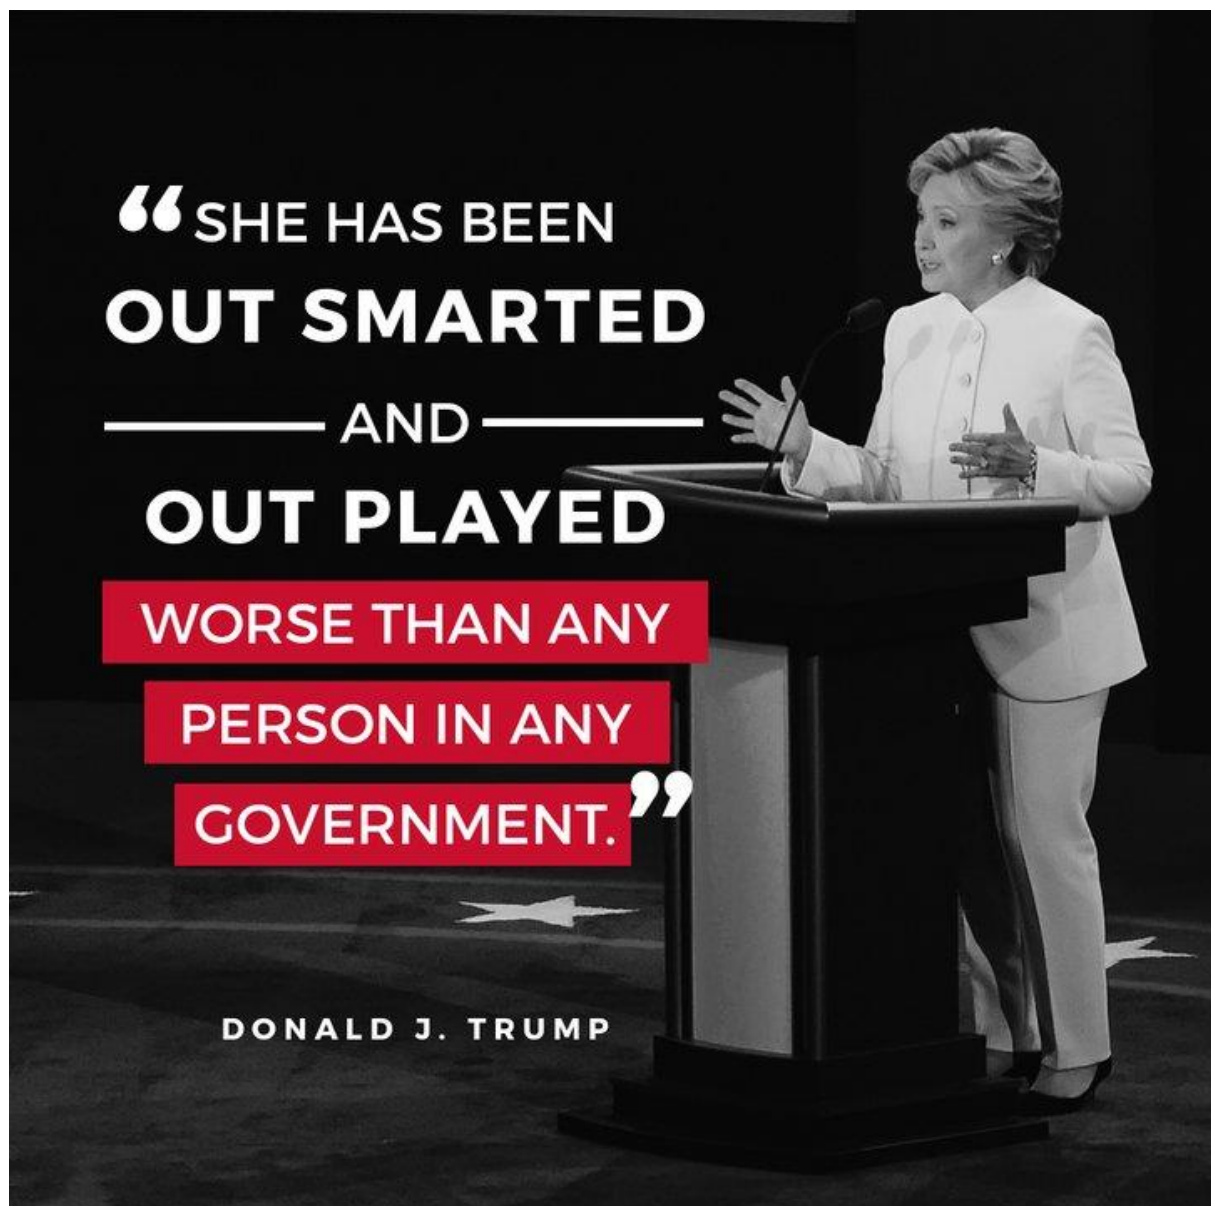 “SHE HAS BEEN
OUT SMARTED
AND
OUT PLAYED
WORSE THAN ANY
PERSON IN ANY
GOVERNMENT.”
DONALD J. TRUMP